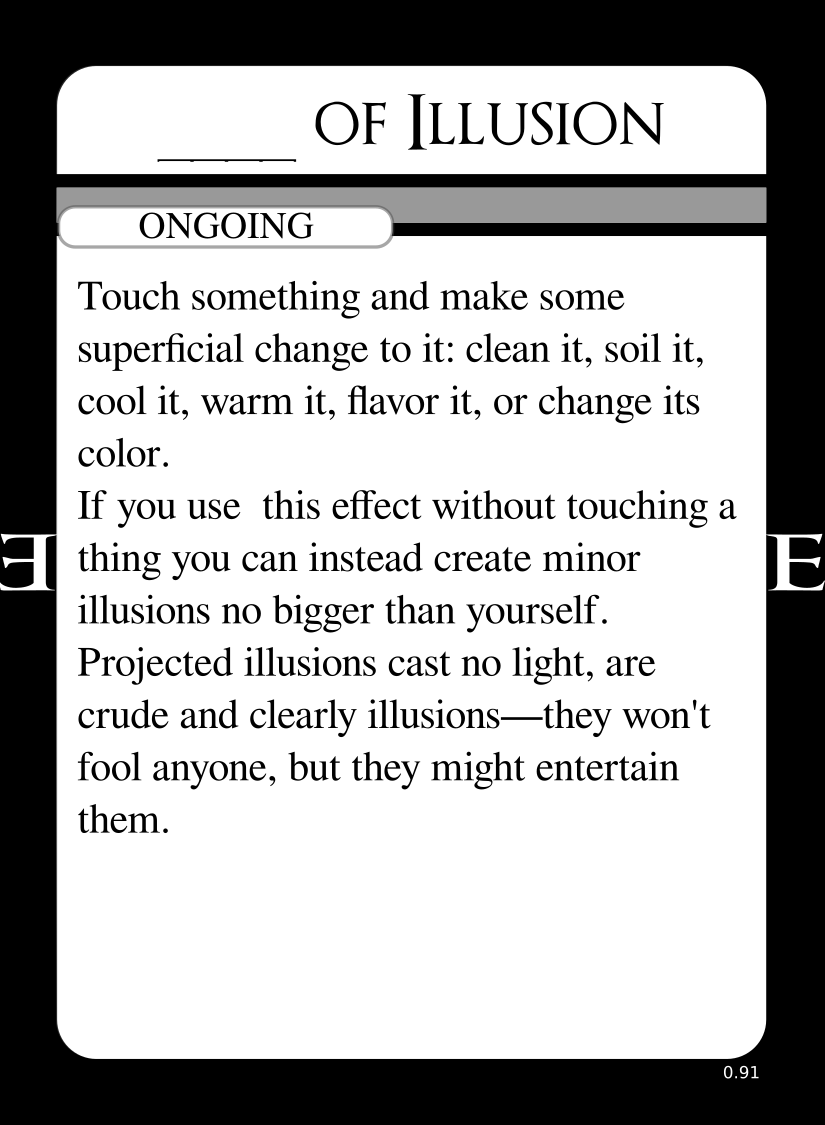 ____ of Illusion
ONGOING
Touch something and make some
superficial change to it: clean it, soil it,
cool it, warm it, flavor it, or change its
color.
If you use  this effect without touching a
thing you can instead create minor
illusions no bigger than yourself.
Projected illusions cast no light, are
crude and clearly illusions—they won't
fool anyone, but they might entertain
them.
E
E
0.91